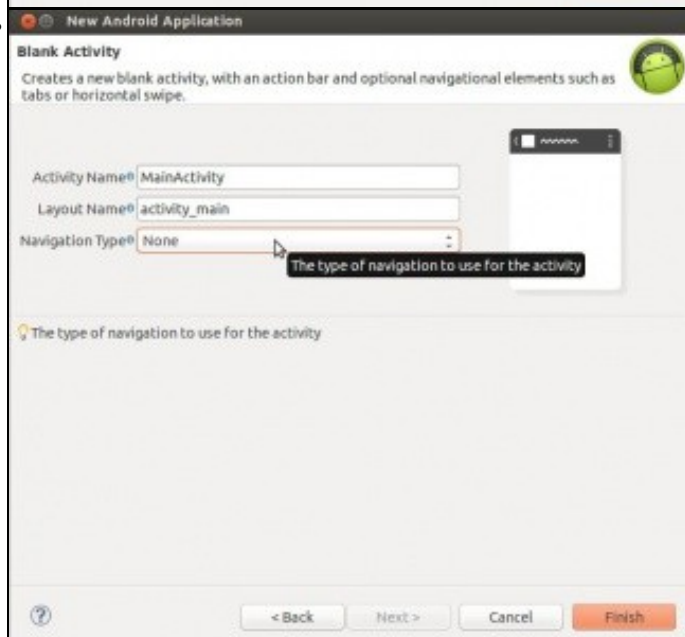 New Android Application
Blank Activity
Creates a new blank activity, with an action bar and optional navigational elements such as
tabs or horizontal swipe.
Activity Name MainActivity
Layout Name activity_main
Navigation Type None
The type of navigation to use for the activity
The type of navigation to use for the activity
< Back Next > Cancel Finish